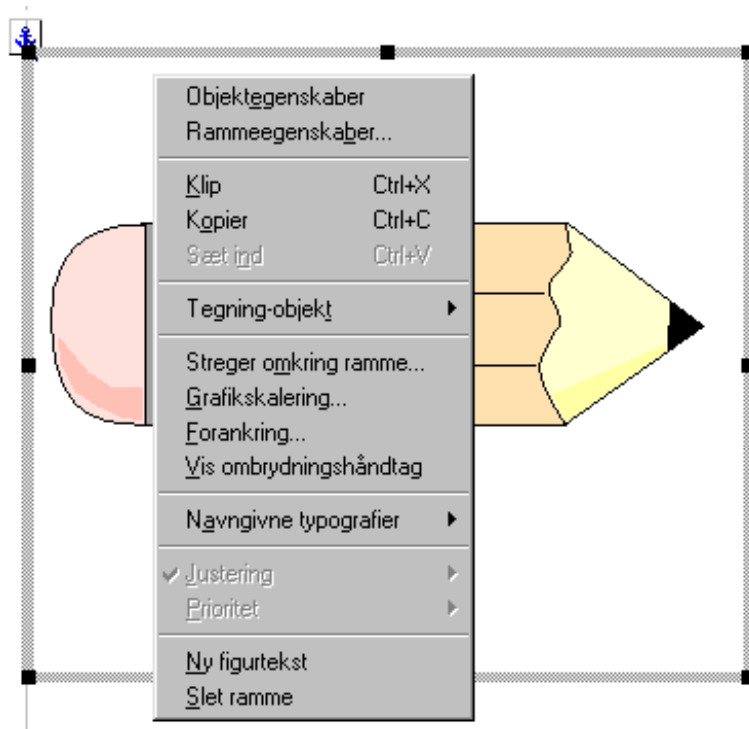 Objektegenskaber
Rammeegenskaber...
Klip Ctrl+X
Kopier Ctrl+C
Sæt ind Ctrl+V
Tegning-objekt
Streger omkring ramme...
Grafikskalering...
Forankring...
Vis ombrydningshåndtag
Navngivne typografier
Justering
Prioritet
Ny figurtekst
Slet ramme